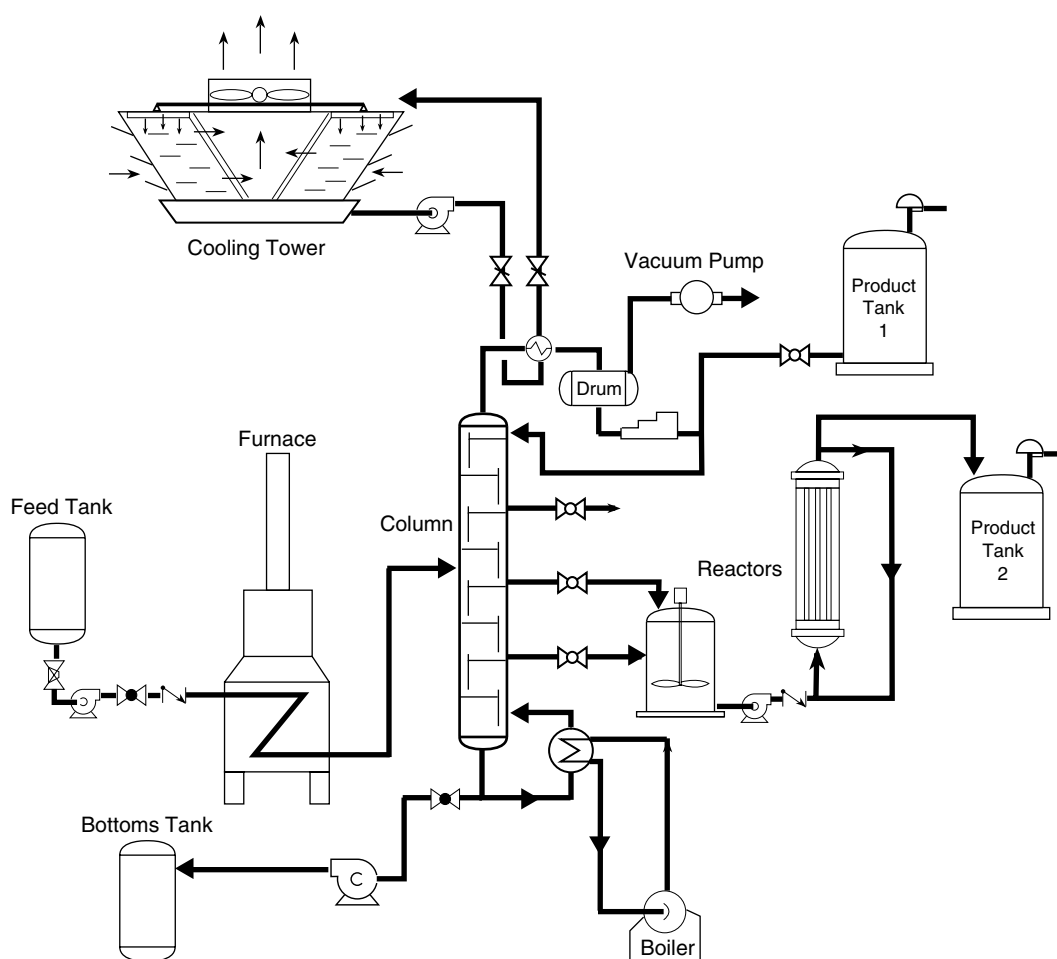 Cooling Tower
Vacuum Pump
Product
Tank
1
Drum
Furnace
Feed Tank
Column
Product
Tank
2
Reactors
C
C
Bottoms Tank
C
Boiler